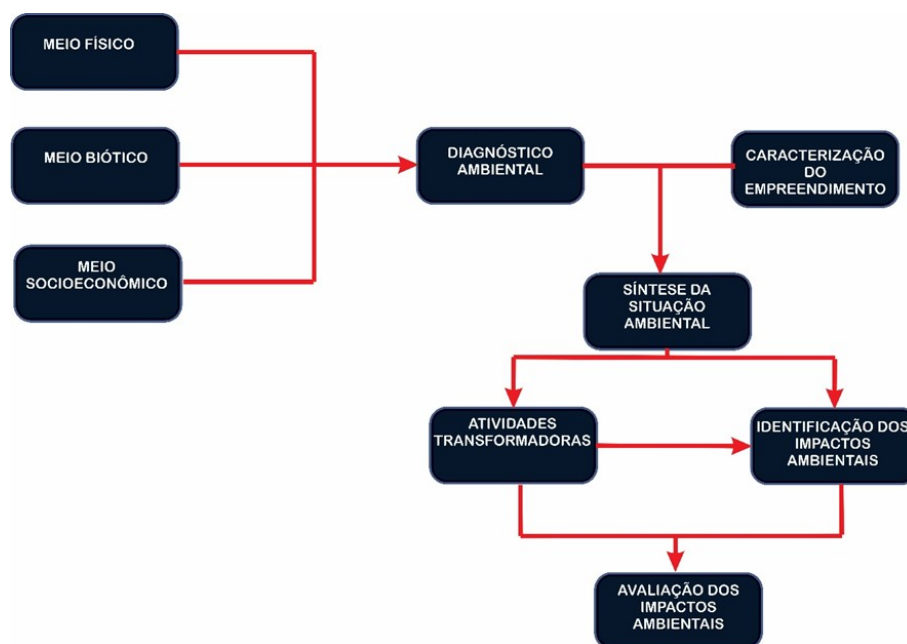 MEIO FÍSICO
MEIO BIÓTICO
MEIO
SOCIOECONÔMICO
DIAGNÓSTICO
AMBIENTAL
CARACTERIZAÇÃO
DO
EMPREENDIMENTO
SÍNTESE DA
SITUAÇÃO
AMBIENTAL
ATIVIDADES
TRANSFORMADORAS
IDENTIFICAÇÃO DOS
IMPACTOS
AMBIENTAIS
AVALIAÇÃO DOS
IMPACTOS
AMBIENTAIS